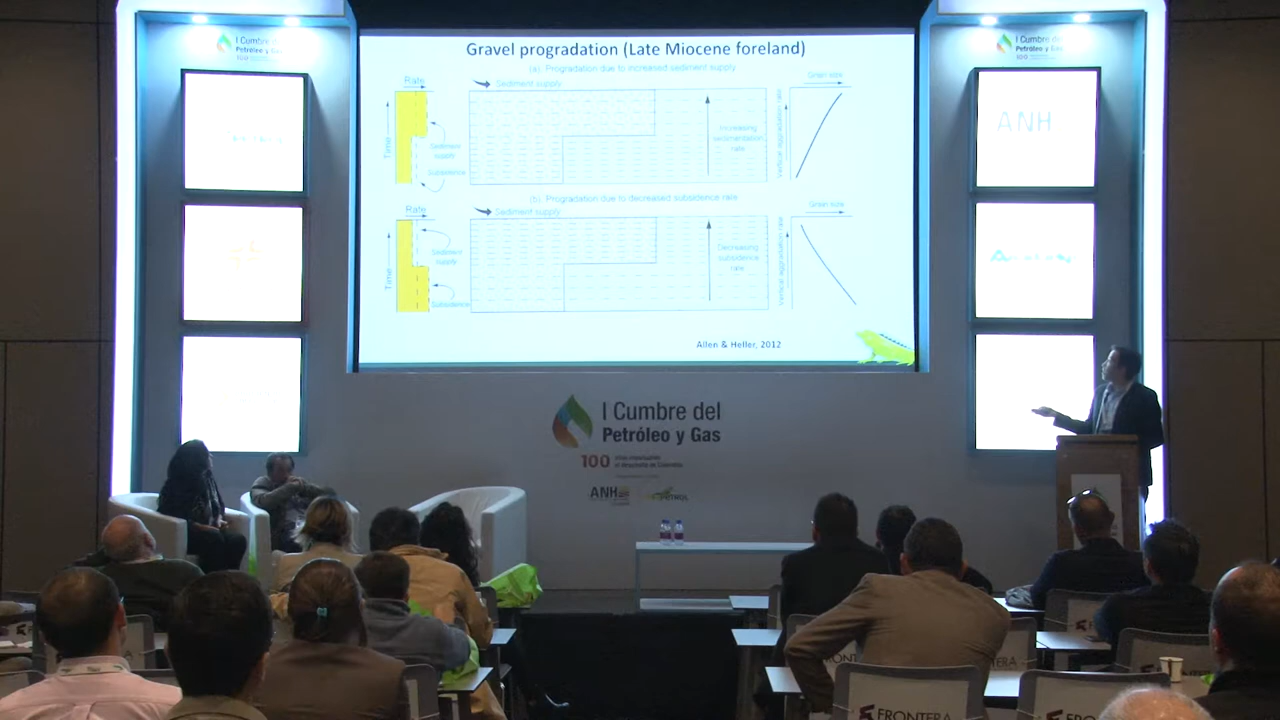 I Cumbre del
Petróleo y Gas
100
Gravel progradation (Late Miocene foreland)
(a) Progradation due to increased sediment supply
Rate
Sediment supply
Time
Sediment
supply
Subsidence
Increasing
sedimentation
rate
Vertical aggradation rate
Grain size
(b) Progradation due to decreased subsidence rate
Rate
Sediment supply
Time
Sediment
supply
Subsidence
Decreasing
subsidence
rate
Vertical aggradation rate
Grain size
Allen & Heller, 2012
I Cumbre del
Petróleo y Gas
100
ANH
I Cumbre del
Petróleo y Gas
100
ANH
FRONTERA
FRONTERA